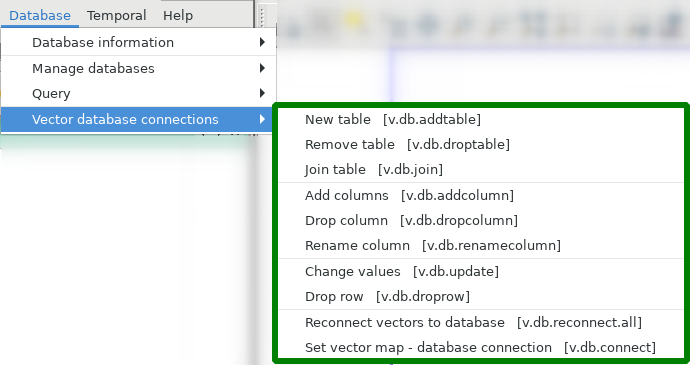 Database Temporal Help
Database information
Manage databases
Query
Vector database connections
New table [v.db.addtable]
Remove table [v.db.droptable]
Join table [v.db.join]
Add columns [v.db.addcolumn]
Drop column [v.db.dropcolumn]
Rename column [v.db.renamecolumn]
Change values [v.db.update]
Drop row [v.db.droprow]
Reconnect vectors to database [v.db.reconnect.all]
Set vector map - database connection [v.db.connect]